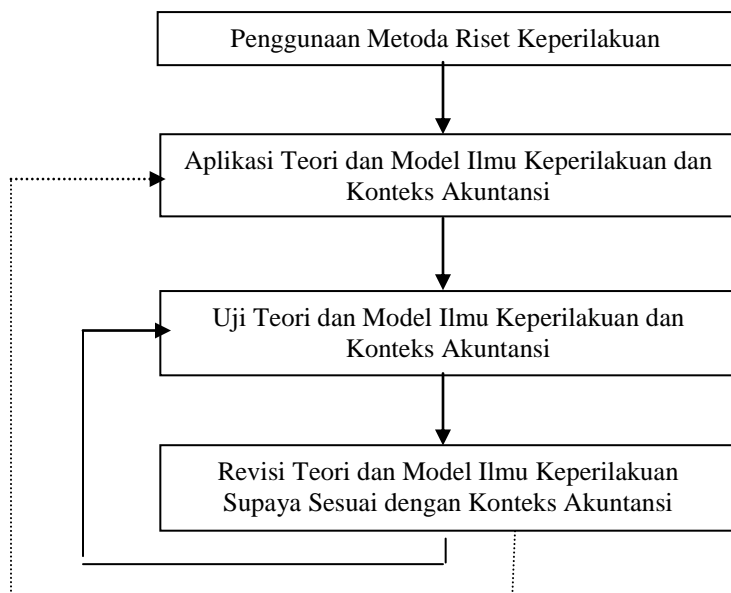 Penggunaan Metoda Riset Keperilakuan
Aplikasi Teori dan Model Ilmu Keperilakuan dan
Konteks Akuntansi
Uji Teori dan Model Ilmu Keperilakuan dan
Konteks Akuntansi
Revisi Teori dan Model Ilmu Keperilakuan
Supaya Sesuai dengan Konteks Akuntansi